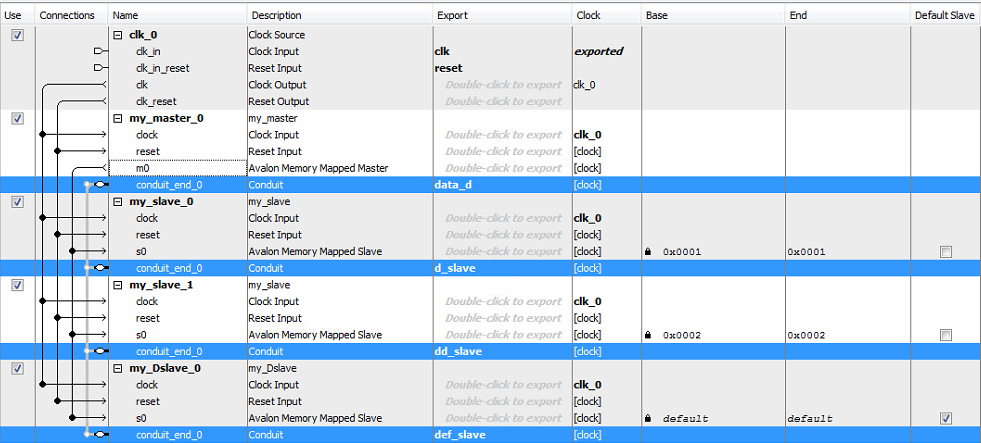 Use Connections Name Description Export Clock Base End Default Slave
clk_0 Clock Source
clk_in Clock Input clk exported
clk_in_reset Reset Input reset
clk Clock Output Double-click to export clk_0
clk_reset Reset Output Double-click to export
my_master_0 my_master
clock Clock Input Double-click to export clk_0
reset Reset Input Double-click to export [clock]
m0 Avalon Memory Mapped Master Double-click to export [clock]
conduit_end_0 Conduit data_d [clock]
my_slave_0 my_slave
clock Clock Input Double-click to export clk_0
reset Reset Input Double-click to export [clock]
s0 Avalon Memory Mapped Slave Double-click to export [clock] 0x0001 0x0001
conduit_end_0 Conduit d_slave [clock]
my_slave_1 my_slave
clock Clock Input Double-click to export clk_0
reset Reset Input Double-click to export [clock]
s0 Avalon Memory Mapped Slave Double-click to export [clock] 0x0002 0x0002
conduit_end_0 Conduit dd_slave [clock]
my_Dslave_0 my_Dslave
clock Clock Input Double-click to export clk_0
reset Reset Input Double-click to export [clock]
s0 Avalon Memory Mapped Slave Double-click to export [clock] default default
conduit_end_0 Conduit def_slave [clock]